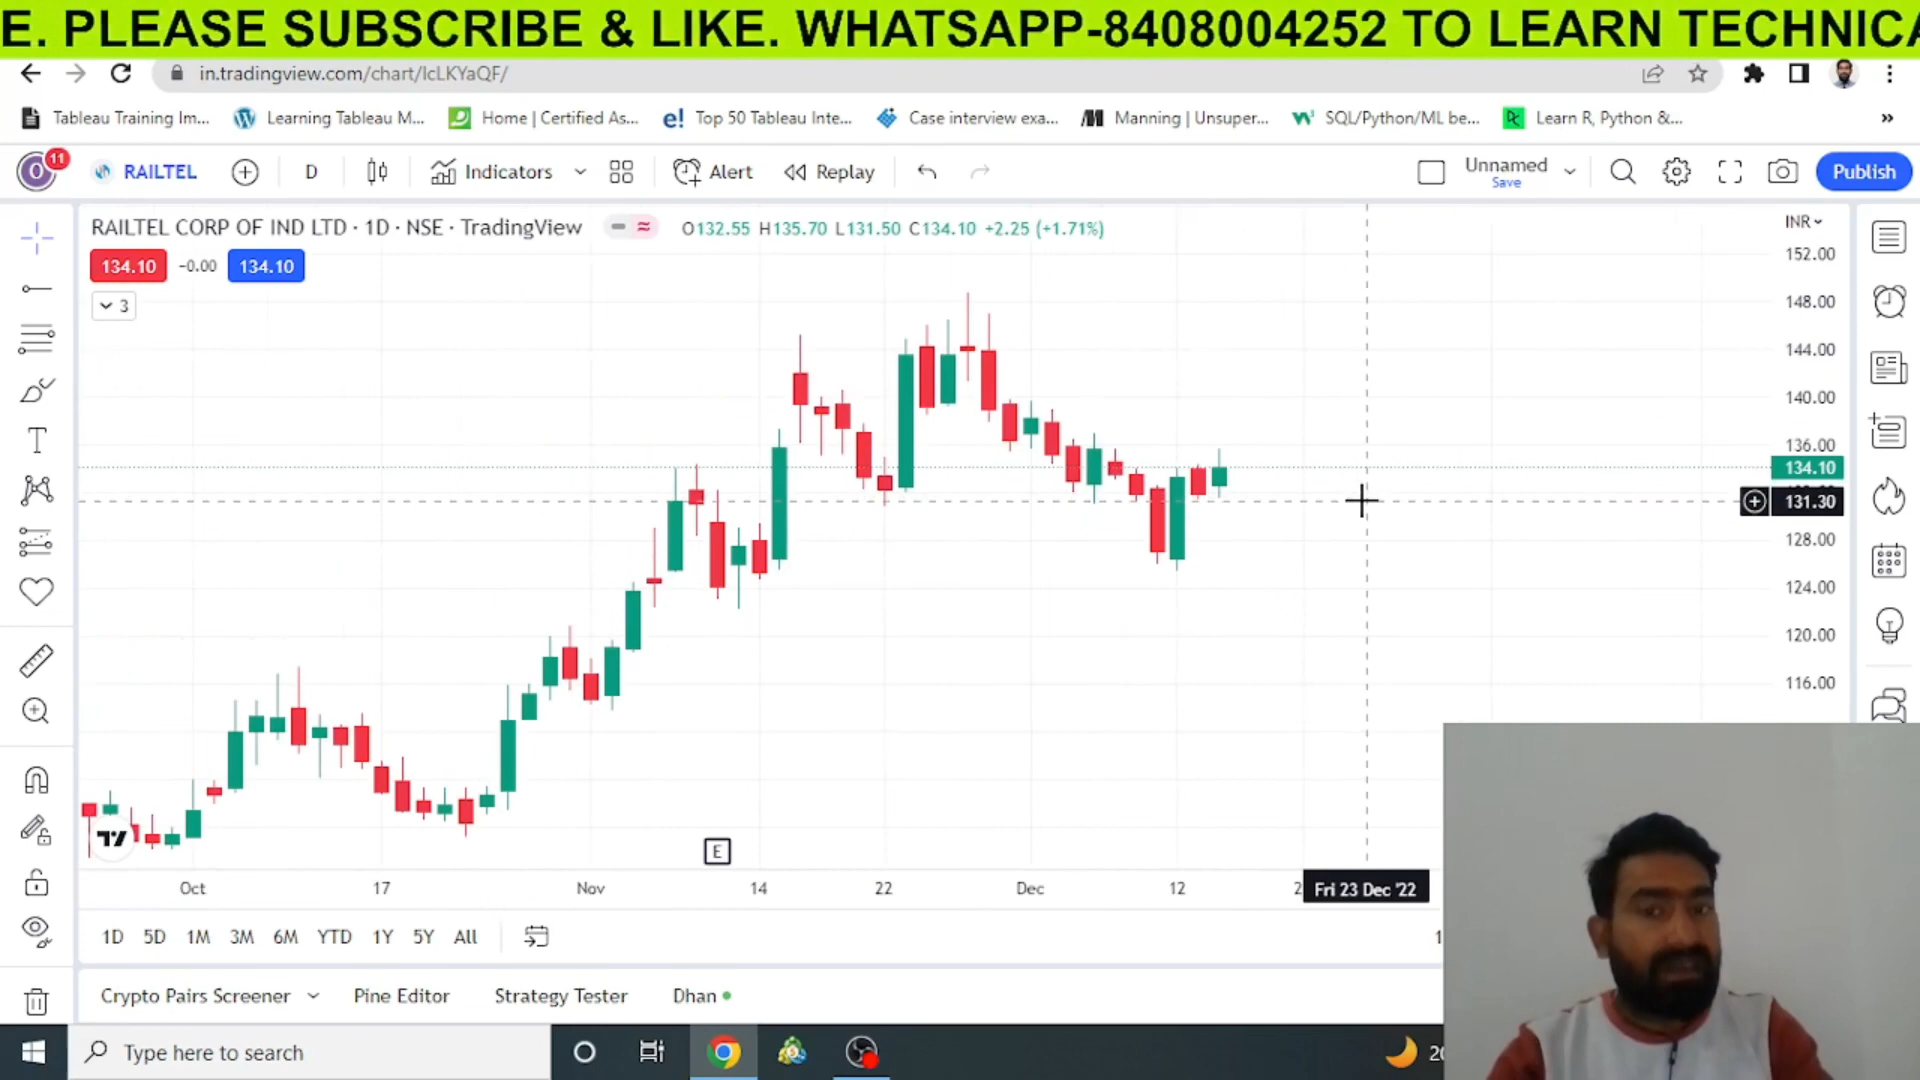 E. PLEASE SUBSCRIBE & LIKE. WHATSAPP-8408004252 TO LEARN TECHNICA
in.tradingview.com/chart/IcLKYaQF/
Tableau Training Im... Learning Tableau M... Home | Certified As... e! Top 50 Tableau Inte... Case interview exa... Manning | Unsuper... SQL/Python/ML be... DC Learn R, Python &... »
O 11 RAILTEL D Indicators Alert Replay Unnamed Publish
Save
RAILTEL CORP OF IND LTD · 1D · NSE · TradingView O132.55 H135.70 L131.50 C134.10 +2.25 (+1.71%) INR
134.10 -0.00 134.10
3
152.00
148.00
144.00
140.00
136.00
134.10
131.30
128.00
124.00
120.00
116.00
T
E
Oct 17 Nov 14 22 Dec 12 2 Fri 23 Dec '22
1D 5D 1M 3M 6M YTD 1Y 5Y All 1
Crypto Pairs Screener Pine Editor Strategy Tester Dhan
Type here to search 20